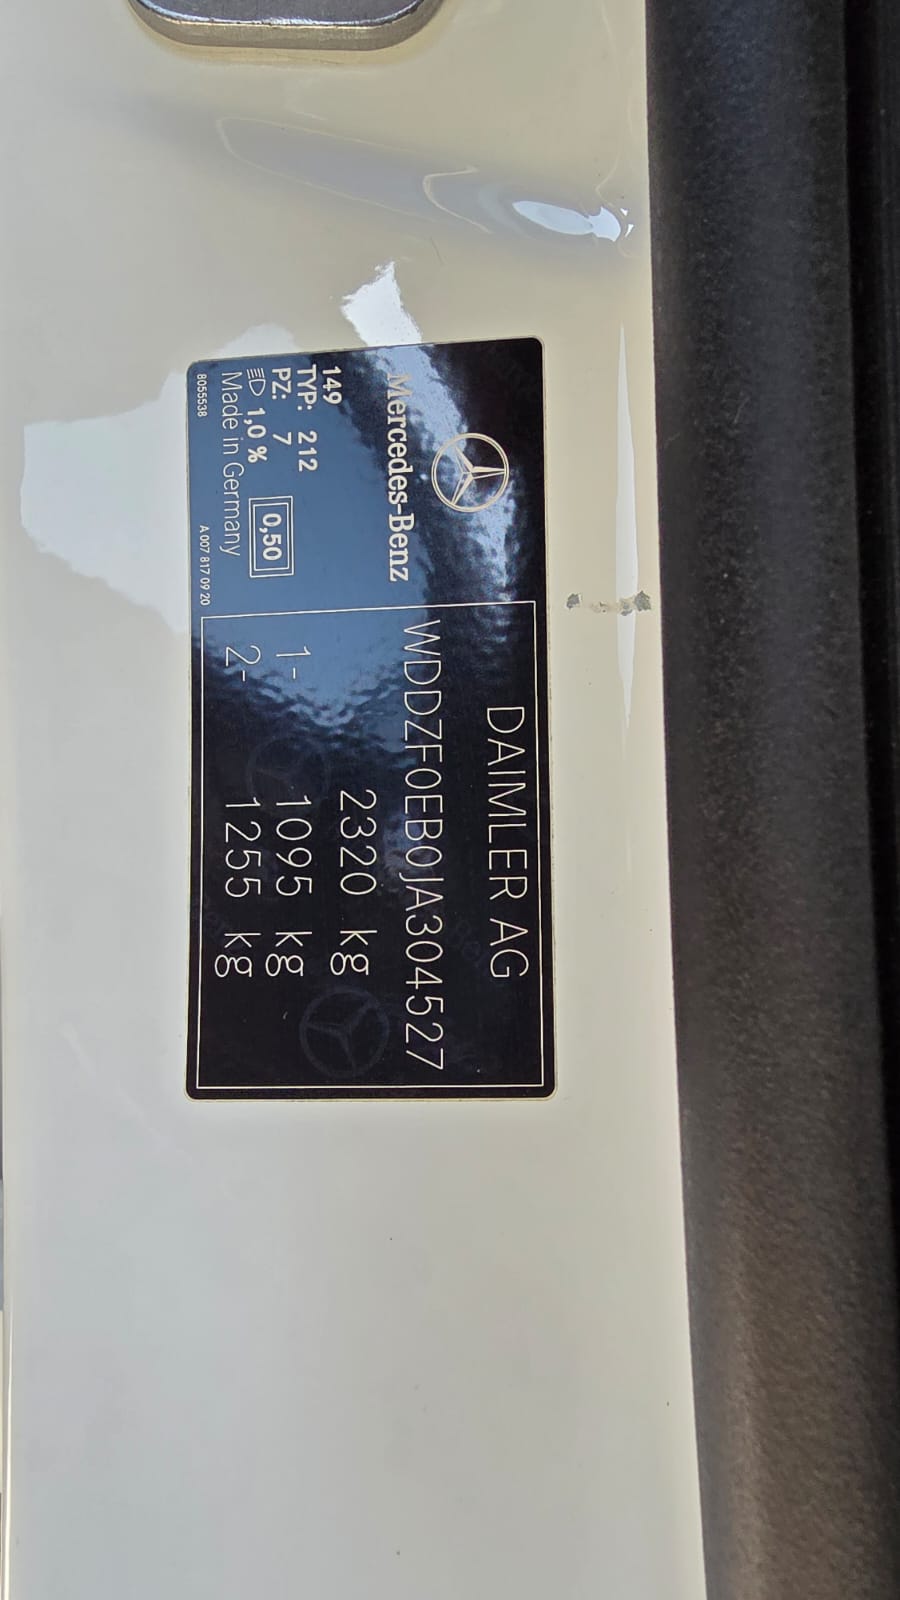 Mercedes-Benz
149
TYP: 212
PZ: 7
1,0 %
0,50
Made in Germany
8055538
A 007 817 09 20
DAIMLER AG
WDDZF0EB0JA304527
2320 kg
1- 1095 kg
2- 1255 kg